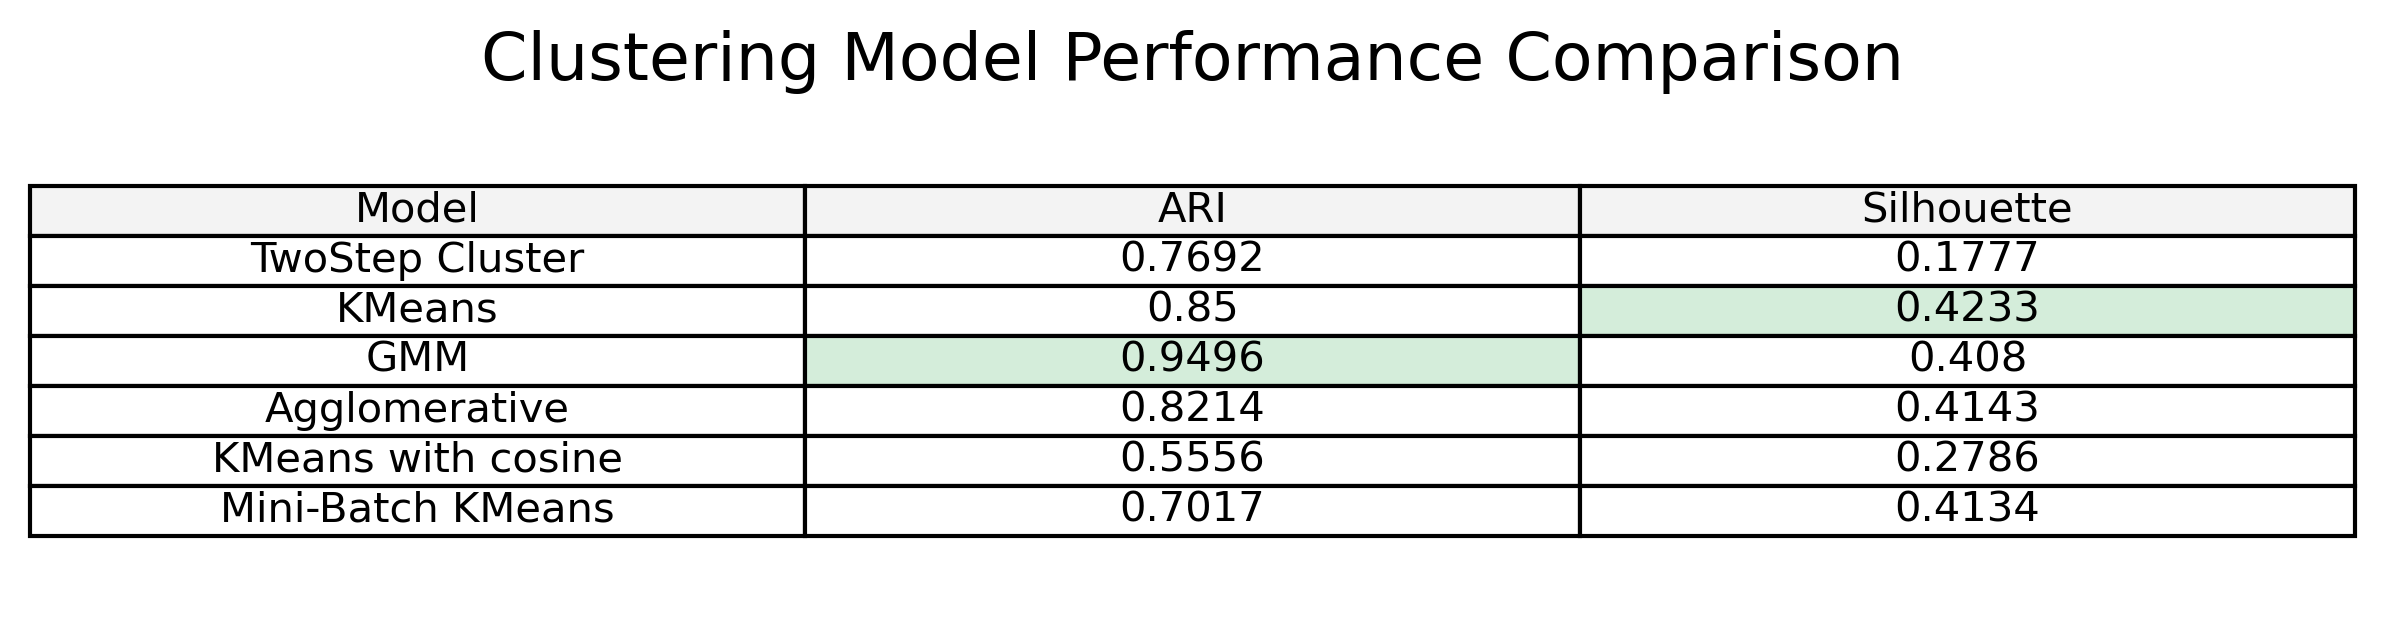 Clustering Model Performance Comparison
Model ARI Silhouette
TwoStep Cluster 0.7692 0.1777
KMeans 0.85 0.4233
GMM 0.9496 0.408
Agglomerative 0.8214 0.4143
KMeans with cosine 0.5556 0.2786
Mini-Batch KMeans 0.7017 0.4134